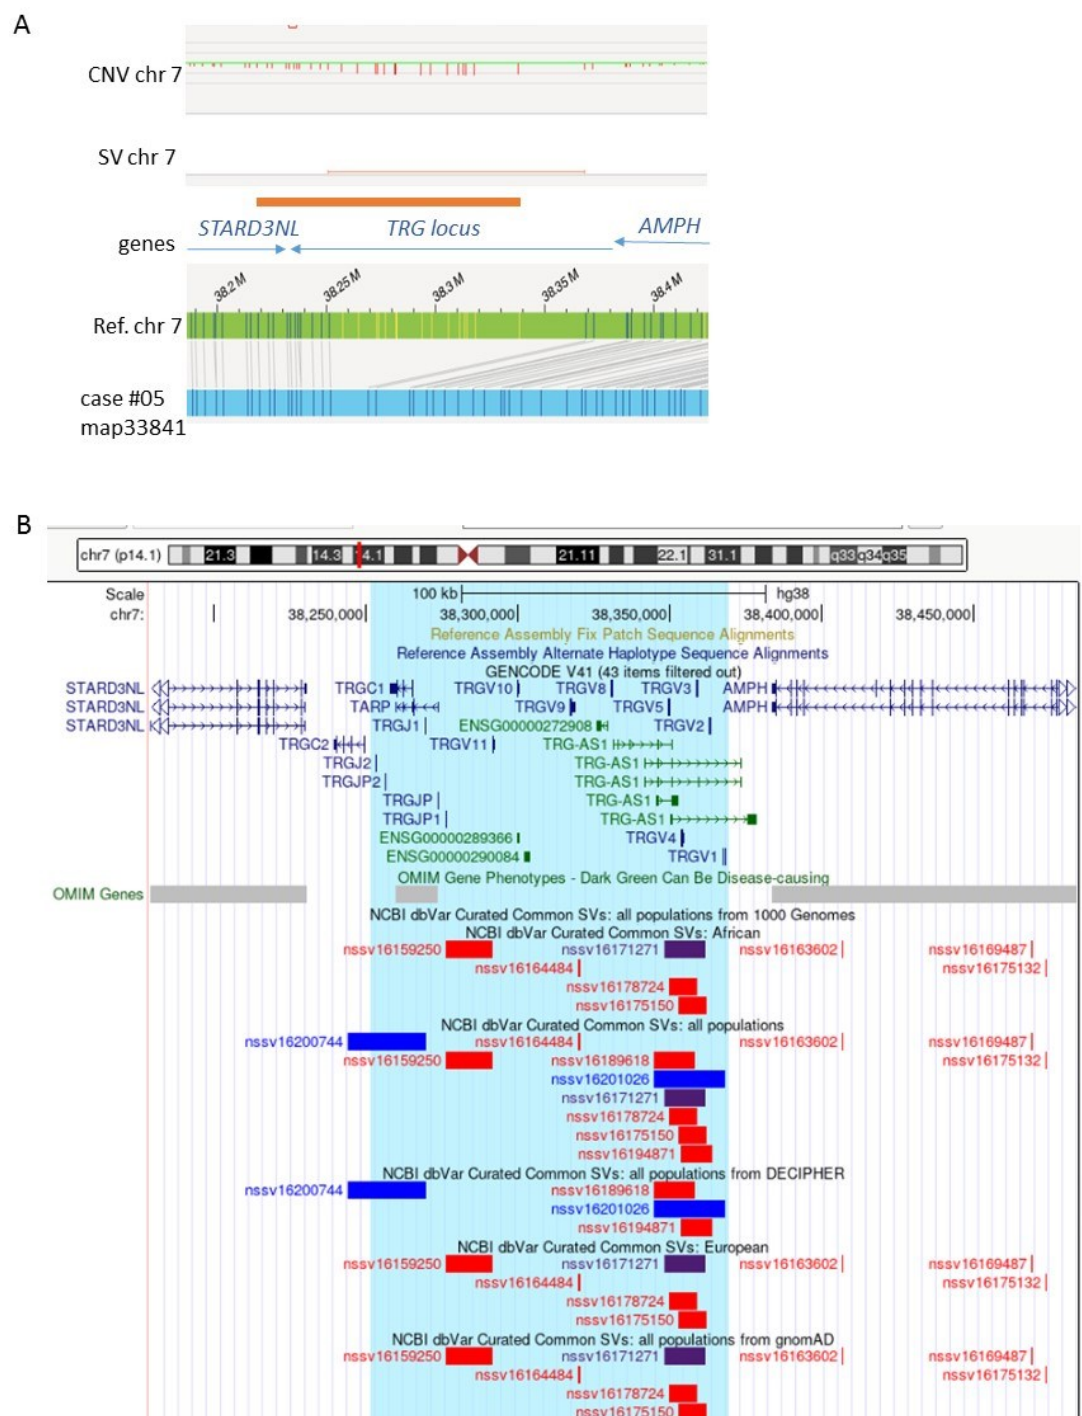 A
CNV chr 7
SV chr 7
STARD3NL TRG locus AMPH
genes
38.2 M 38.25 M 38.3 M 38.35 M 38.4 M
Ref. chr 7
case #05
map33841
B
chr7 (p14.1) 21.3 14.3 14.1 21.11 22.1 31.1 q33 q34 q35
Scale 100 kb hg38
chr7: 38,250,000 38,300,000 38,350,000 38,400,000 38,450,000
Reference Assembly Fix Patch Sequence Alignments
Reference Assembly Alternate Haplotype Sequence Alignments
GENCODE V41 (43 items filtered out)
STARD3NL TRGC1 TRGV10 TRGV8 TRGV3 AMPH
STARD3NL TARP TRGV9 TRGV5 AMPH
STARD3NL TRGJ1 ENSG00000272908 TRGV2
TRGC2 TRGV11 TRG-AS1
TRGJ2 TRG-AS1
TRGJP2 TRG-AS1
TRGJP TRG-AS1
TRGJP1 TRG-AS1
ENSG00000289366 TRGV4
ENSG00000290084 TRGV1
OMIM Gene Phenotypes - Dark Green Can Be Disease-causing
OMIM Genes
NCBI dbVar Curated Common SVs: all populations from 1000 Genomes
NCBI dbVar Curated Common SVs: African
nssv16159250 nssv16171271 nssv16163602 nssv16169487
nssv16164484 nssv16175132
nssv16178724
nssv16175150
NCBI dbVar Curated Common SVs: all populations
nssv16200744 nssv16164484 nssv16163602 nssv16169487
nssv16159250 nssv16189618 nssv16175132
nssv16201026
nssv16171271
nssv16178724
nssv16175150
nssv16194871
NCBI dbVar Curated Common SVs: all populations from DECIPHER
nssv16200744 nssv16189618
nssv16201026
nssv16194871
NCBI dbVar Curated Common SVs: European
nssv16159250 nssv16171271 nssv16163602 nssv16169487
nssv16164484 nssv16175132
nssv16178724
nssv16175150
NCBI dbVar Curated Common SVs: all populations from gnomAD
nssv16159250 nssv16171271 nssv16163602 nssv16169487
nssv16164484 nssv16175132
nssv16178724
nssv16175150